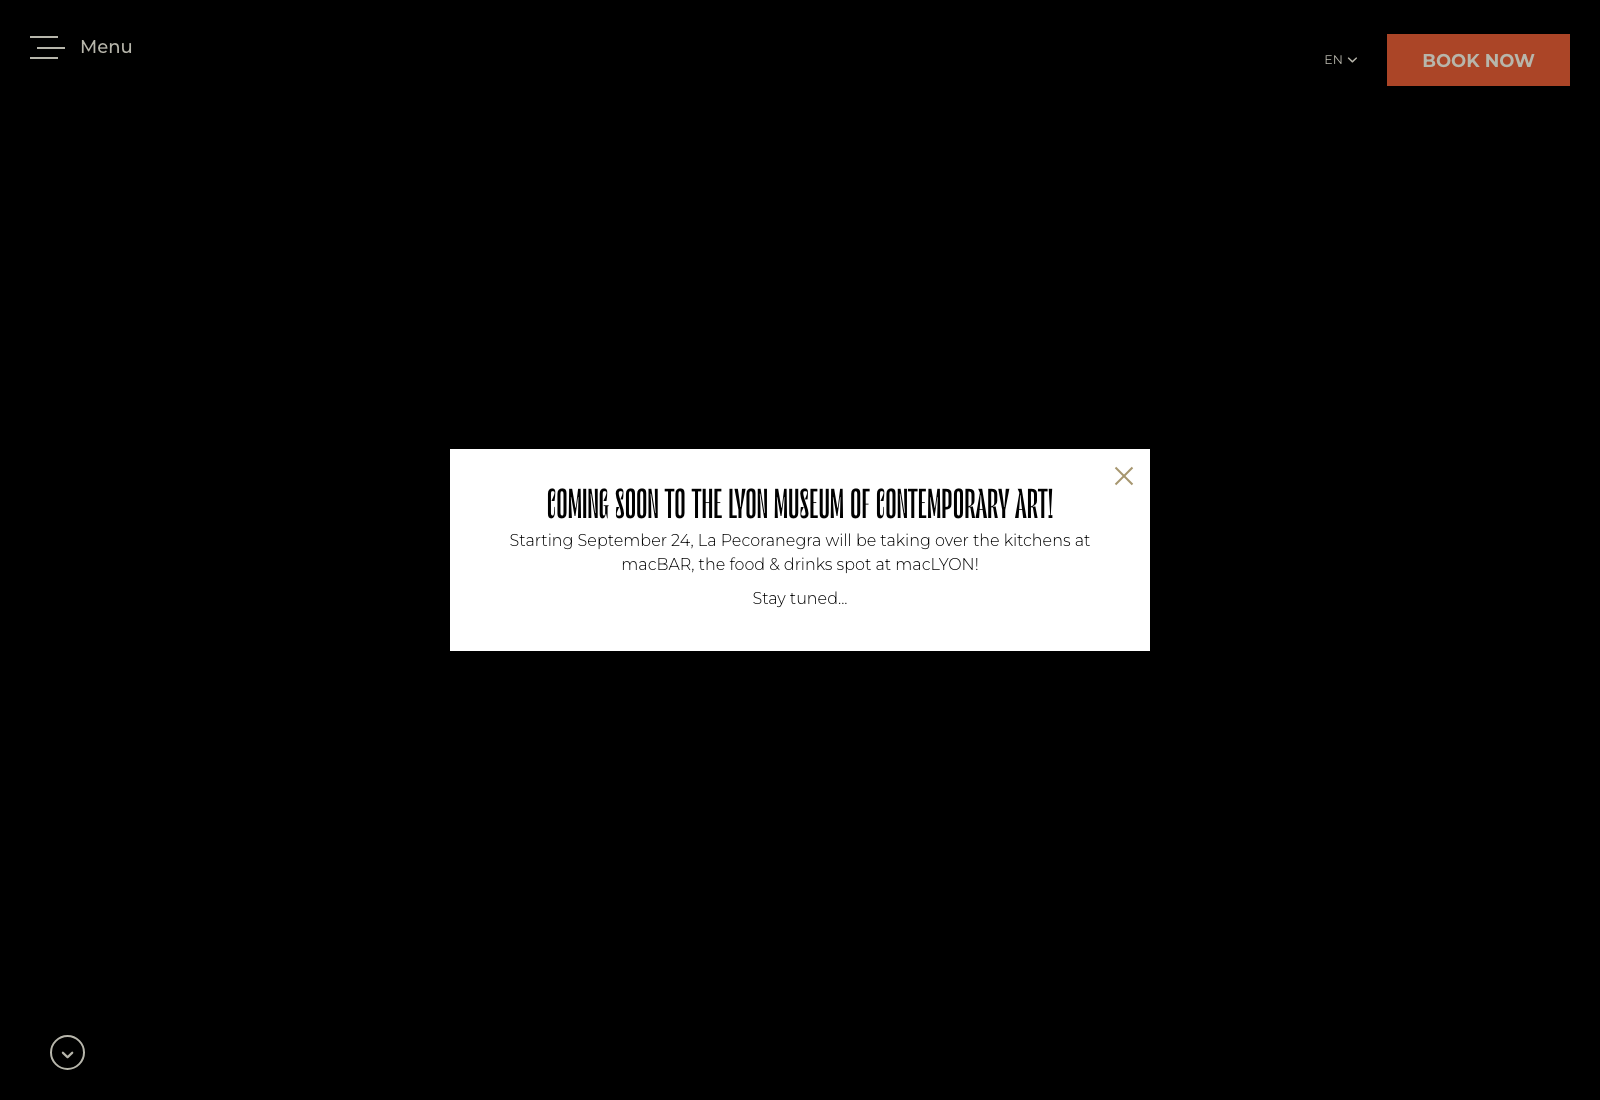 Menu
EN
BOOK NOW
COMING SOON TO THE LYON MUSEUM OF CONTEMPORARY ART!
Starting September 24, La Pecoranegra will be taking over the kitchens at
macBAR, the food & drinks spot at macLYON!
Stay tuned...